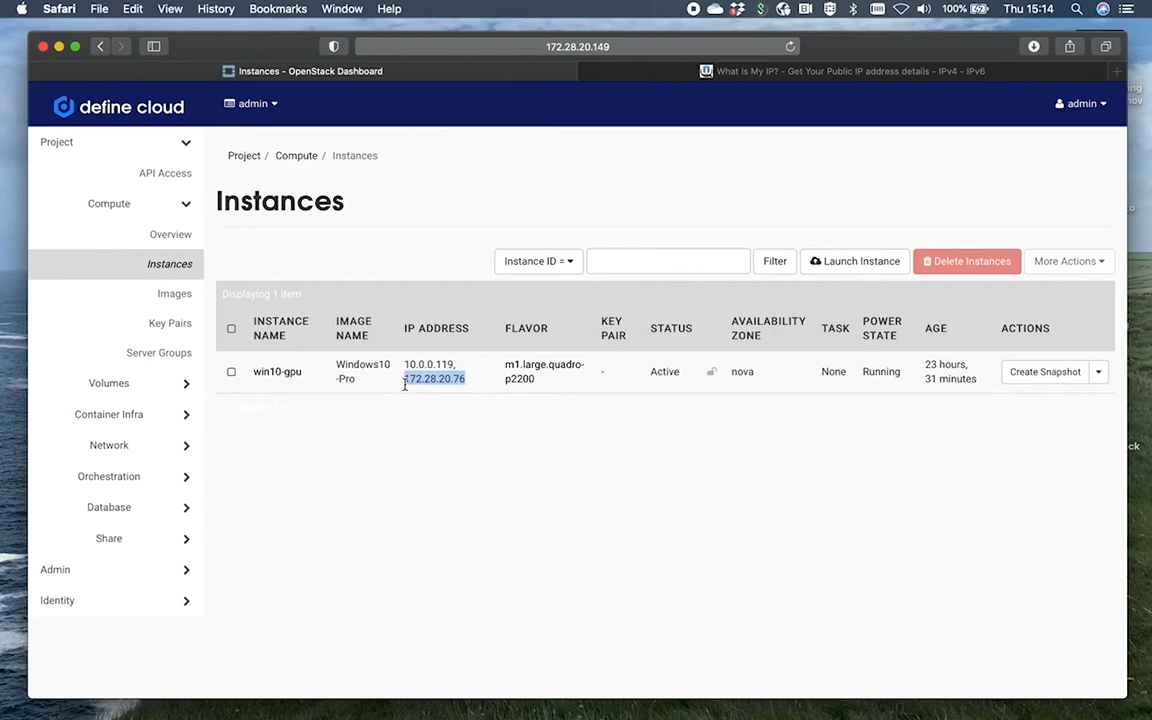 Safari File Edit View History Bookmarks Window Help 100% Thu 15:14
172.28.20.149
Instances - OpenStack Dashboard
What Is My IP? - Get Your Public IP address details - IPv4 - IPv6
define cloud
admin
admin
Project
API Access
Compute
Overview
Instances
Images
Key Pairs
Server Groups
Volumes
Container Infra
Network
Orchestration
Database
Share
Admin
Identity
Project / Compute / Instances
Instances
Instance ID =
Filter
Launch Instance
Delete Instances
More Actions
Displaying 1 item
INSTANCE NAME
IMAGE NAME
IP ADDRESS
FLAVOR
KEY PAIR
STATUS
AVAILABILITY ZONE
TASK
POWER STATE
AGE
ACTIONS
win10-gpu
Windows10
-Pro
10.0.0.119,
172.28.20.76
m1.large.quadro-
p2200
-
Active
nova
None
Running
23 hours,
31 minutes
Create Snapshot